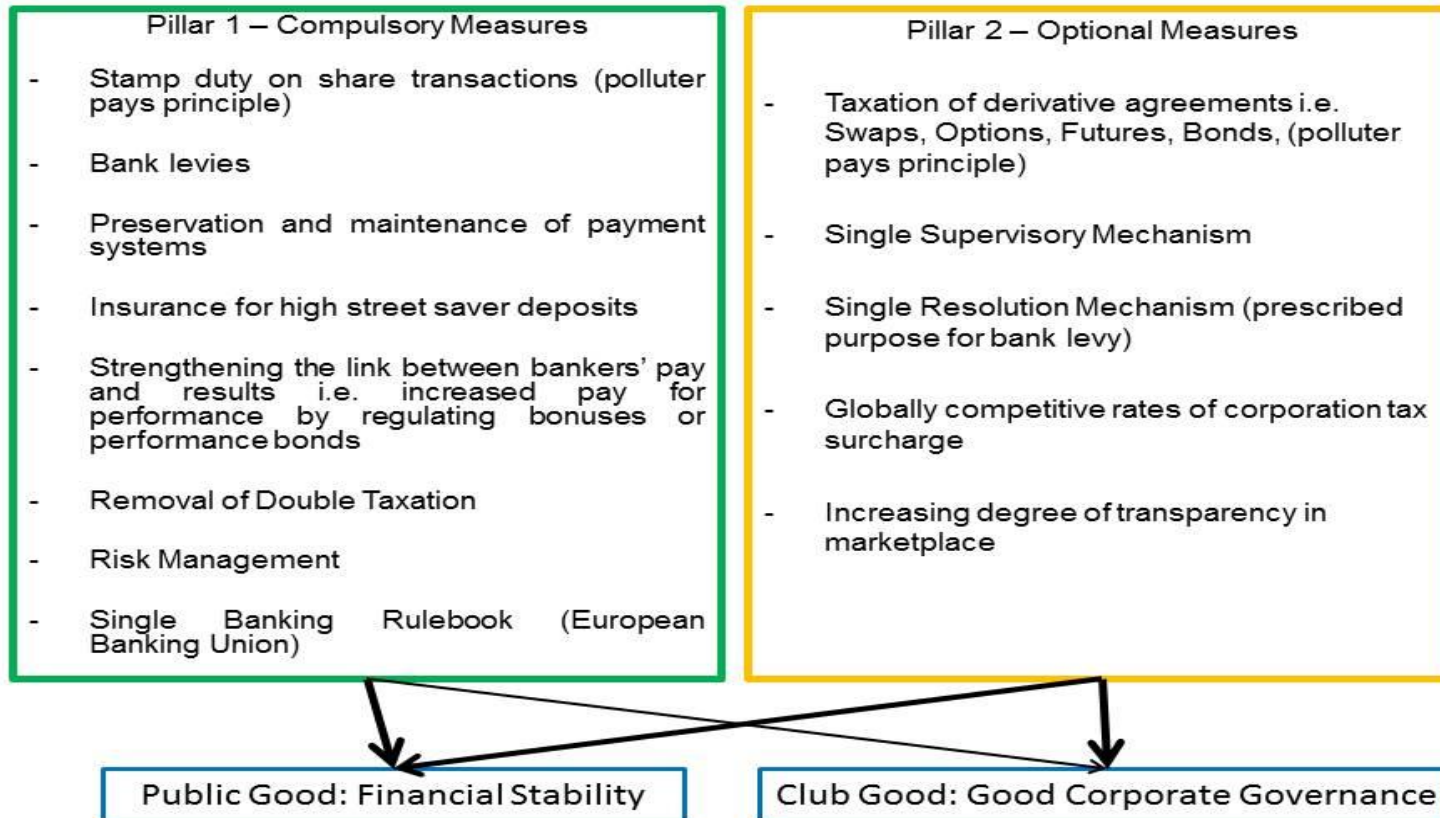 Pillar 1 – Compulsory Measures
- Stamp duty on share transactions (polluter
pays principle)
- Bank levies
- Preservation and maintenance of payment
systems
- Insurance for high street saver deposits
- Strengthening the link between bankers’ pay
and results i.e. increased pay for
performance by regulating bonuses or
performance bonds
- Removal of Double Taxation
- Risk Management
- Single Banking Rulebook (European
Banking Union)
Pillar 2 – Optional Measures
- Taxation of derivative agreements i.e.
Swaps, Options, Futures, Bonds, (polluter
pays principle)
- Single Supervisory Mechanism
- Single Resolution Mechanism (prescribed
purpose for bank levy)
- Globally competitive rates of corporation tax
surcharge
- Increasing degree of transparency in
marketplace
Public Good: Financial Stability
Club Good: Good Corporate Governance